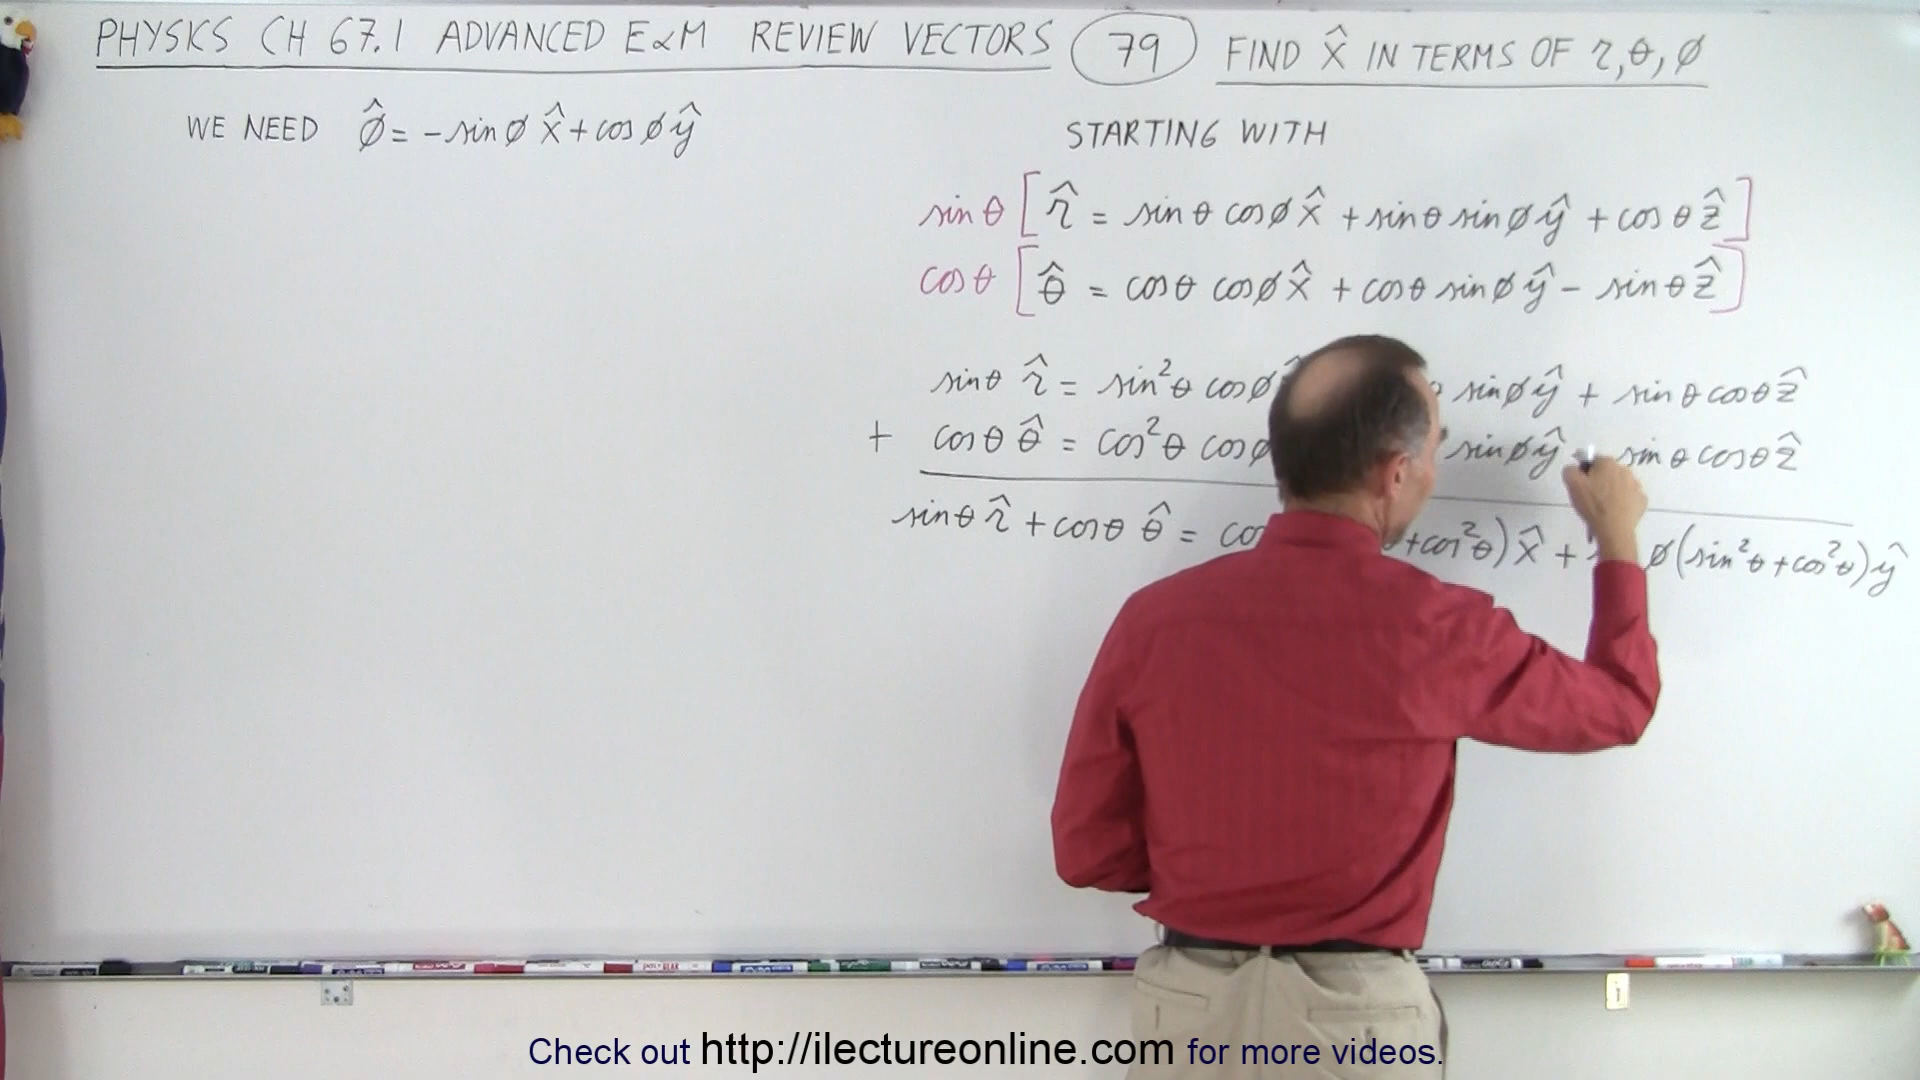 PHYSICS CH 67.1 ADVANCED E&M REVIEW VECTORS 79 FIND x̂ IN TERMS OF r, θ, ø
WE NEED ø̂ = -sin ø x̂ + cos ø ŷ
STARTING WITH
sin θ [ r̂ = sin θ cos ø x̂ + sin θ sin ø ŷ + cos θ ẑ ]
cos θ [ θ̂ = cos θ cos ø x̂ + cos θ sin ø ŷ - sin θ ẑ ]
sin θ r̂ = sin²θ cos ø sin ø ŷ + sin θ cos θ ẑ
+ cos θ θ̂ = cos²θ cos ø sin ø ŷ sin θ cos θ ẑ
sin θ r̂ + cos θ θ̂ = +cos²θ) x̂ + ø (sin²θ + cos²θ) ŷ
Check out http://ilectureonline.com for more videos.